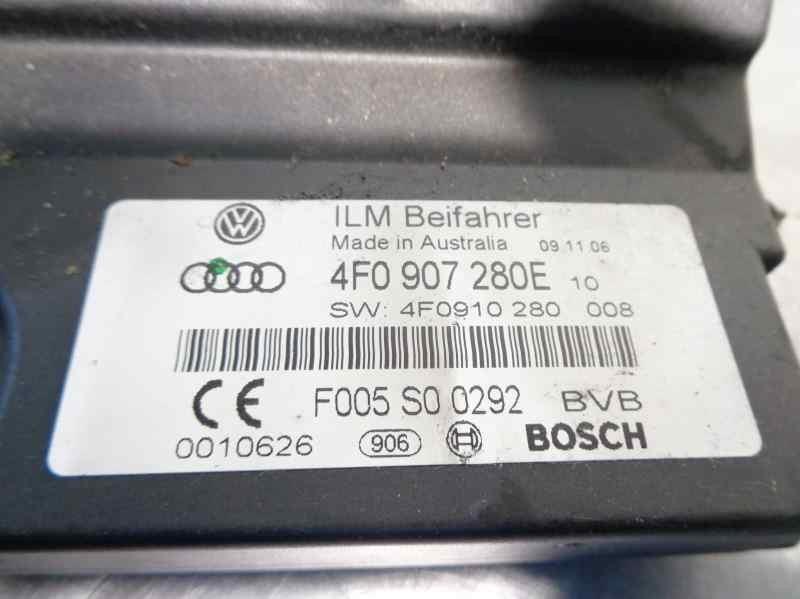 ILM Beifahrer
Made in Australia 09.11.06
4F0 907 280E 10
SW: 4F0910 280 008
CE F005 S0 0292 BVB
0010626 906 BOSCH